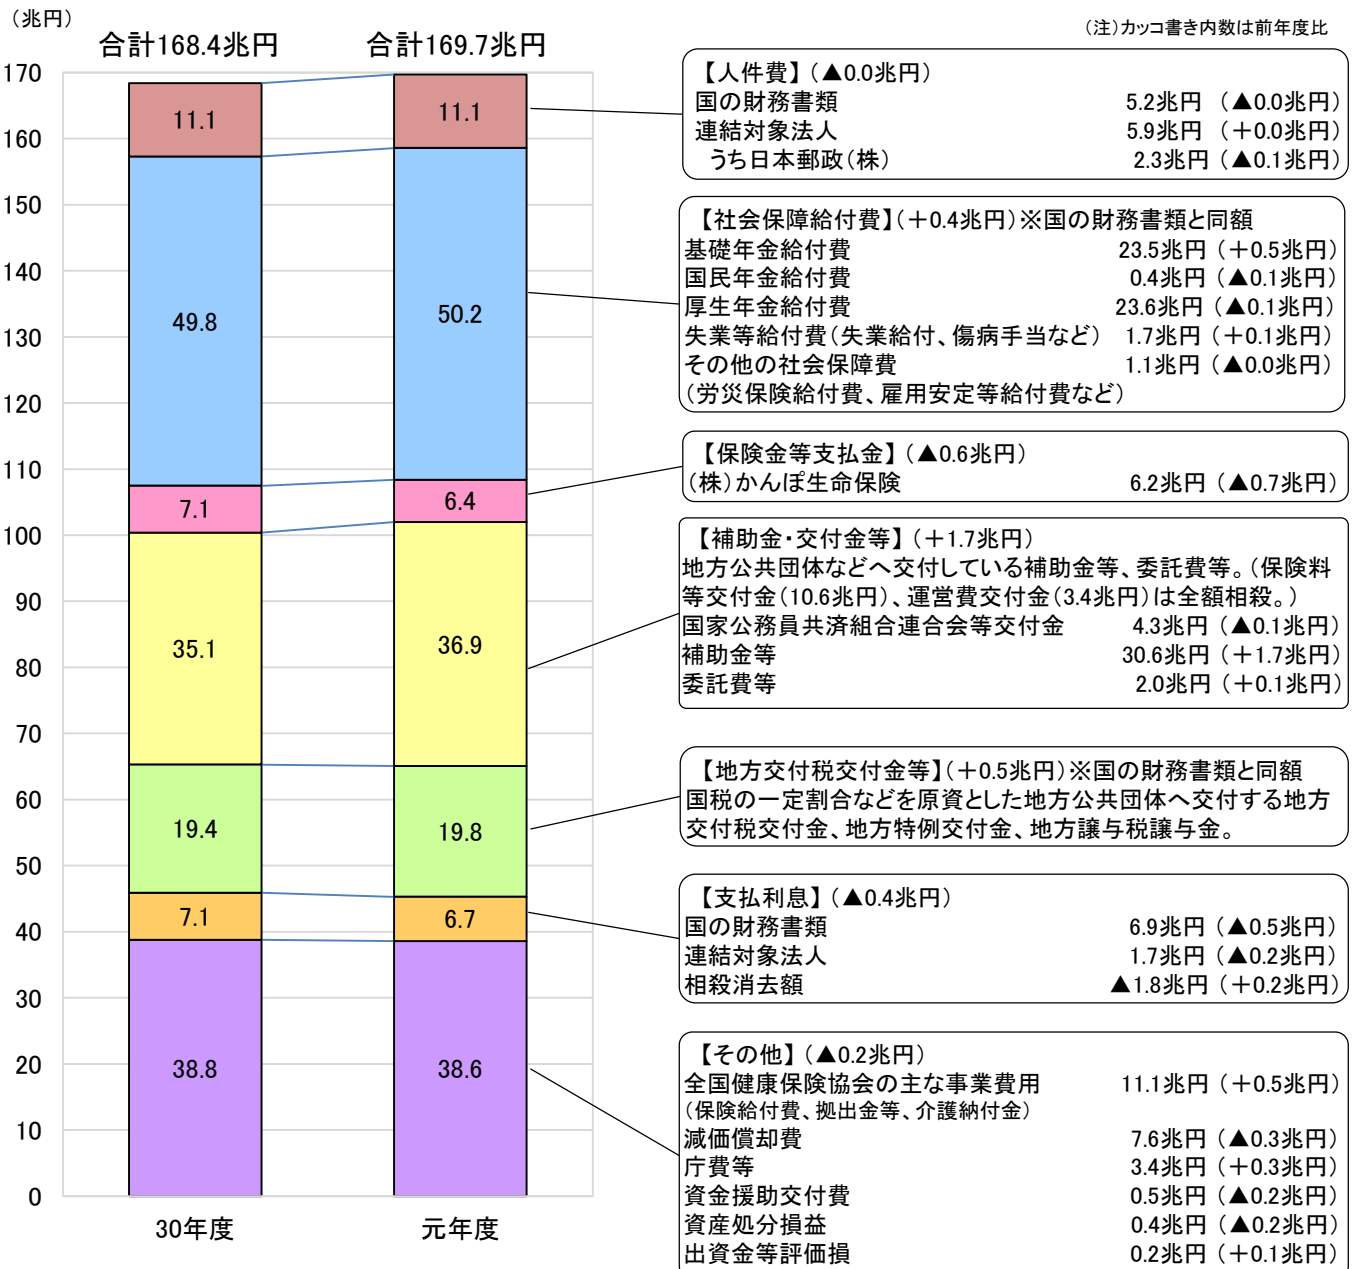 （兆円）
（注）カッコ書き内数は前年度比
合計168.4兆円
合計169.7兆円
170
160
150
140
130
120
110
100
90
80
70
60
50
40
30
20
10
0
11.1
49.8
7.1
35.1
19.4
7.1
38.8
30年度
11.1
50.2
6.4
36.9
19.8
6.7
38.6
元年度
【人件費】（▲0.0兆円）
国の財務書類 5.2兆円（▲0.0兆円）
連結対象法人 5.9兆円（＋0.0兆円）
うち日本郵政（株） 2.3兆円（▲0.1兆円）
【社会保障給付費】（＋0.4兆円）※国の財務書類と同額
基礎年金給付費 23.5兆円（＋0.5兆円）
国民年金給付費 0.4兆円（▲0.1兆円）
厚生年金給付費 23.6兆円（▲0.1兆円）
失業等給付費（失業給付、傷病手当など） 1.7兆円（＋0.1兆円）
その他の社会保障費 1.1兆円（▲0.0兆円）
（労災保険給付費、雇用安定等給付費など）
【保険金等支払金】（▲0.6兆円）
（株）かんぽ生命保険 6.2兆円（▲0.7兆円）
【補助金・交付金等】（＋1.7兆円）
地方公共団体などへ交付している補助金等、委託費等。（保険料
等交付金（10.6兆円）、運営費交付金（3.4兆円）は全額相殺。）
国家公務員共済組合連合会等交付金 4.3兆円（▲0.1兆円）
補助金等 30.6兆円（＋1.7兆円）
委託費等 2.0兆円（＋0.1兆円）
【地方交付税交付金等】（＋0.5兆円）※国の財務書類と同額
国税の一定割合などを原資とした地方公共団体へ交付する地方
交付税交付金、地方特例交付金、地方譲与税譲与金。
【支払利息】（▲0.4兆円）
国の財務書類 6.9兆円（▲0.5兆円）
連結対象法人 1.7兆円（▲0.2兆円）
相殺消去額 ▲1.8兆円（＋0.2兆円）
【その他】（▲0.2兆円）
全国健康保険協会の主な事業費用 11.1兆円（＋0.5兆円）
（保険給付費、拠出金等、介護納付金）
減価償却費 7.6兆円（▲0.3兆円）
庁費等 3.4兆円（＋0.3兆円）
資金援助交付費 0.5兆円（▲0.2兆円）
資産処分損益 0.4兆円（▲0.2兆円）
出資金等評価損 0.2兆円（＋0.1兆円）